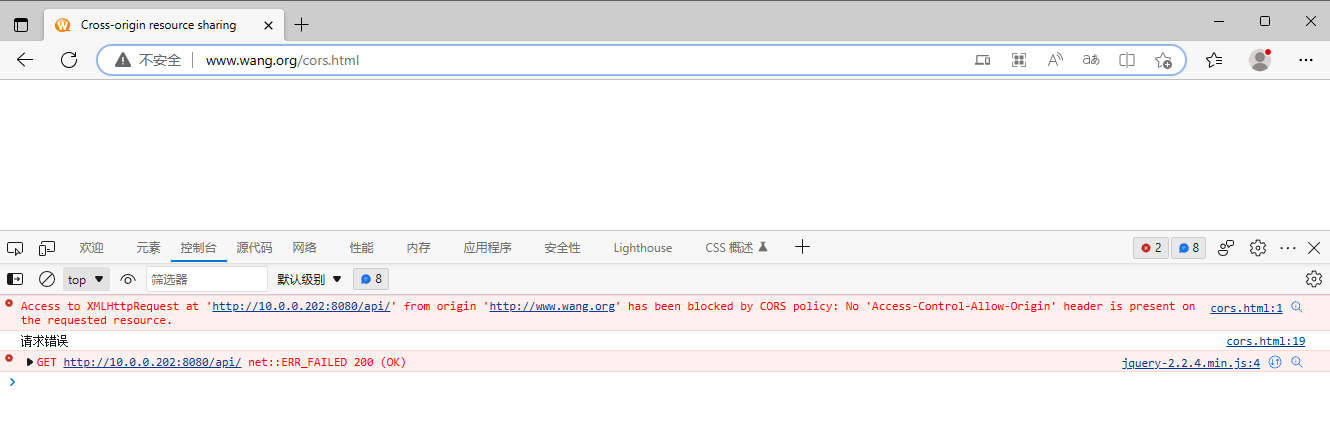 Cross-origin resource sharing
不安全 www.wang.org/cors.html
欢迎 元素 控制台 源代码 网络 性能 内存 应用程序 安全性 Lighthouse CSS 概述 2 8
top 筛选器 默认级别 8
Access to XMLHttpRequest at 'http://10.0.0.202:8080/api/' from origin 'http://www.wang.org' has been blocked by CORS policy: No 'Access-Control-Allow-Origin' header is present on cors.html:1
the requested resource.
请求错误 cors.html:19
GET http://10.0.0.202:8080/api/ net::ERR_FAILED 200 (OK) jquery-2.2.4.min.js:4